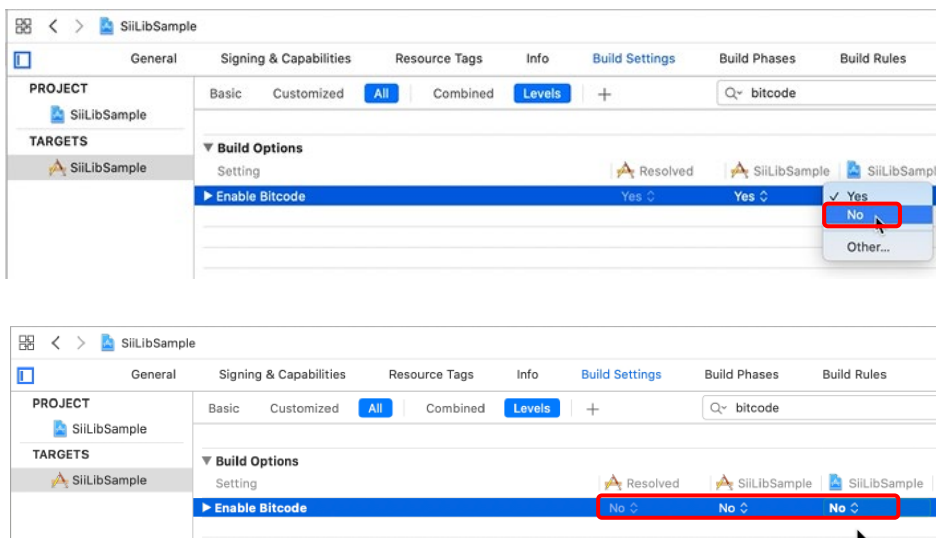 SiiLibSample
General Signing & Capabilities Resource Tags Info Build Settings Build Phases Build Rules
PROJECT
Basic Customized All Combined Levels + bitcode
SiiLibSample
TARGETS
Build Options
SiiLibSample
Setting Resolved SiiLibSample SiiLibSampl
Enable Bitcode Yes Yes ✓ Yes
No
Other...
SiiLibSample
General Signing & Capabilities Resource Tags Info Build Settings Build Phases Build Rules
PROJECT
Basic Customized All Combined Levels + bitcode
SiiLibSample
TARGETS
Build Options
SiiLibSample
Setting Resolved SiiLibSample SiiLibSample
Enable Bitcode No No No